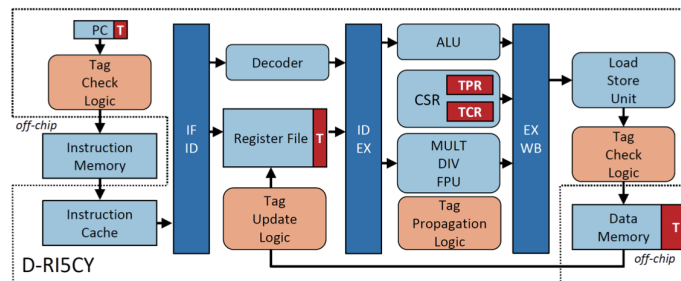 PC T
Tag
Check
Logic
off-chip
Instruction
Memory
Instruction
Cache
D-RI5CY
IF
ID
Decoder
Register File T
Tag
Update
Logic
ID
EX
ALU
CSR
TPR
TCR
MULT
DIV
FPU
Tag
Propagation
Logic
EX
WB
Load
Store
Unit
Tag
Check
Logic
Data
Memory
T
off-chip